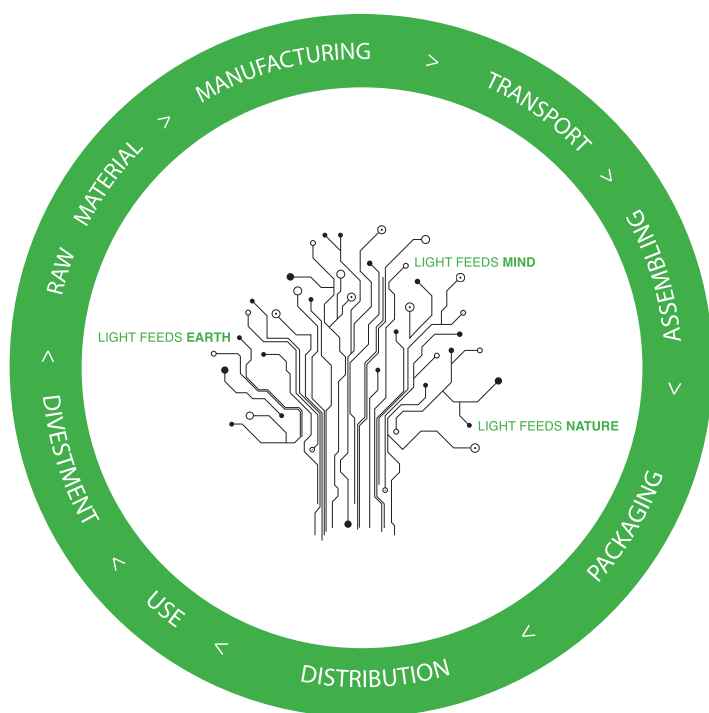 RAW MATERIAL
>
MANUFACTURING
>
TRANSPORT
>
ASSEMBLING
>
PACKAGING
>
DISTRIBUTION
>
USE
>
DIVESTMENT
>
LIGHT FEEDS MIND
LIGHT FEEDS EARTH
LIGHT FEEDS NATURE